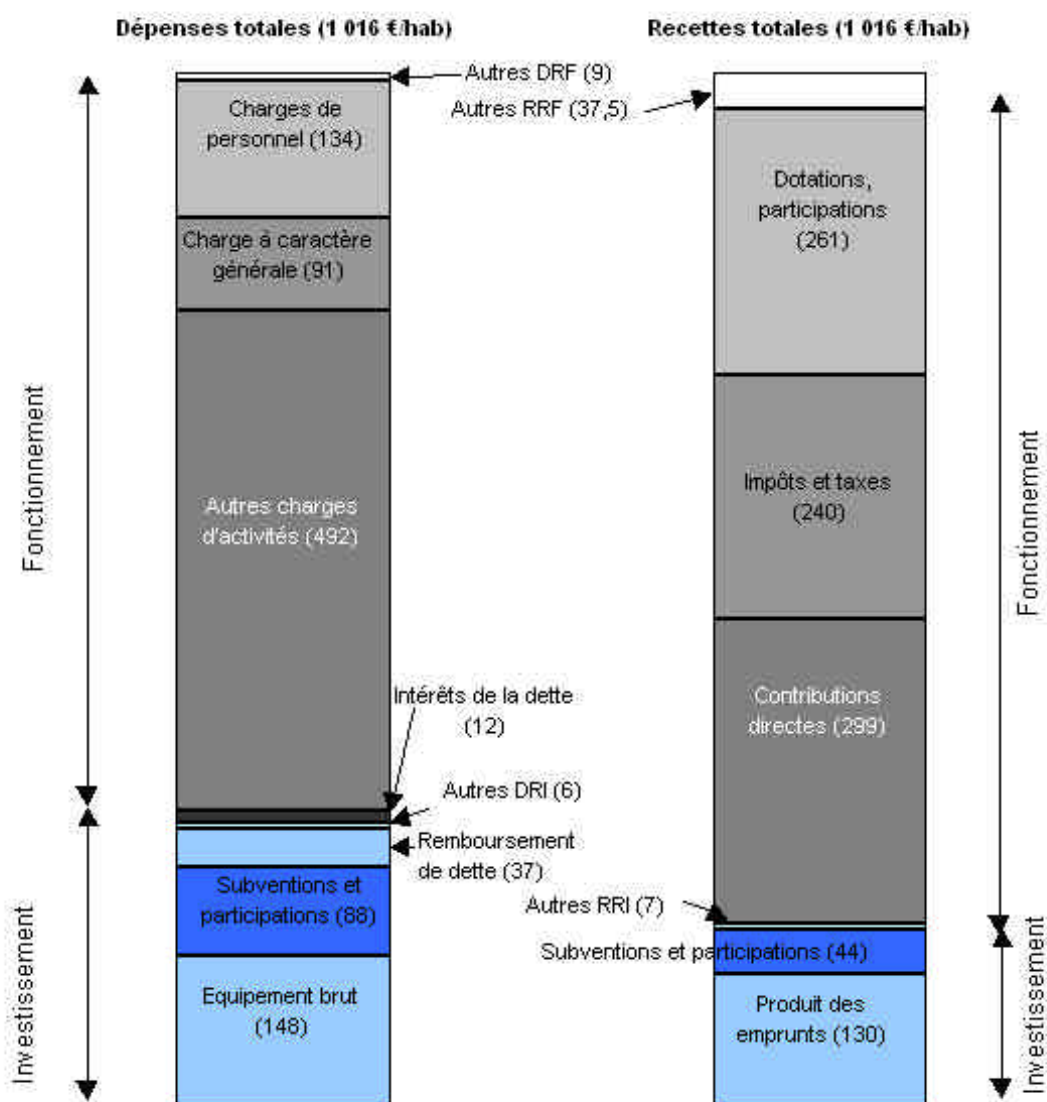 Dépenses totales (1 016 €/hab)
Recettes totales (1 016 €/hab)
Autres DRF (9)
Autres RRF (37,5)
Charges de
personnel (134)
Charge à caractère
générale (91)
Autres charges
d'activités (492)
Intérêts de la dette
(12)
Autres DRI (6)
Remboursement
de dette (37)
Subventions et
participations (88)
Equipement brut
(148)
Fonctionnement
Investissement
Dotations,
participations
(261)
Impôts et taxes
(240)
Contributions
directes (299)
Autres RRI (7)
Subventions et participations (44)
Produit des
emprunts (130)
Fonctionnement
Investissement